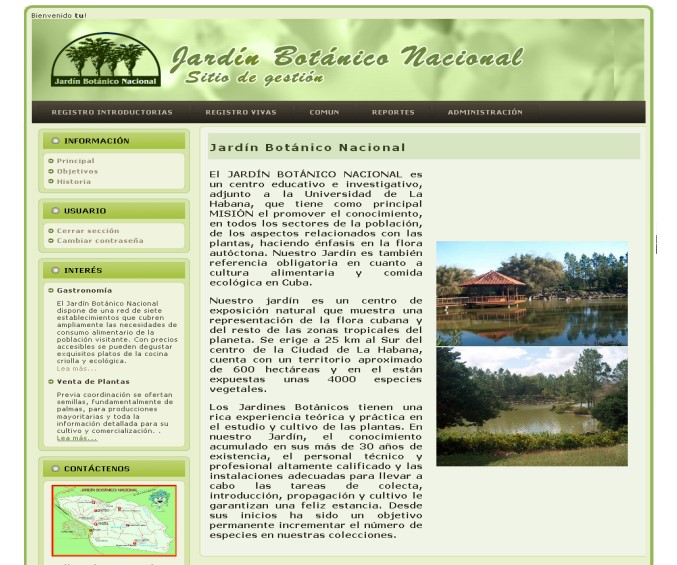 Bienvenido tu!
Jardín Botánico Nacional
Jardín Botánico Nacional
Sitio de gestión
REGISTRO INTRODUCTORIAS REGISTRO VIVAS COMUN REPORTES ADMINISTRACIÓN
INFORMACIÓN
Principal
Objetivos
Historia
USUARIO
Cerrar sección
Cambiar contraseña
INTERÉS
Gastronomía
El Jardín Botánico Nacional
dispone de una red de siete
establecimientos que cubren
ampliamente las necesidades de
consumo alimentario de la
población visitante. Con precios
accesibles se pueden degustar
exquisitos platos de la cocina
criolla y ecológica.
Lea más...
Venta de Plantas
Previa coordinación se ofertan
semillas, fundamentalmente de
palmas, para producciones
mayoritarias y toda la
información detallada para su
cultivo y comercialización. .
Lea más...
CONTÁCTENOS
Jardín Botánico Nacional
El JARDÍN BOTÁNICO NACIONAL es
un centro educativo e investigativo,
adjunto a la Universidad de La
Habana, que tiene como principal
MISIÓN el promover el conocimiento,
en todos los sectores de la población,
de los aspectos relacionados con las
plantas, haciendo énfasis en la flora
autóctona. Nuestro Jardín es también
referencia obligatoria en cuanto a
cultura alimentaria y comida
ecológica en Cuba.
Nuestro jardín es un centro de
exposición natural que muestra una
representación de la flora cubana y
del resto de las zonas tropicales del
planeta. Se erige a 25 km al Sur del
centro de la Ciudad de La Habana,
cuenta con un territorio aproximado
de 600 hectáreas y en el están
expuestas unas 4000 especies
vegetales.
Los Jardines Botánicos tienen una
rica experiencia teórica y práctica en
el estudio y cultivo de las plantas. En
nuestro Jardín, el conocimiento
acumulado en sus más de 30 años de
existencia, el personal técnico y
profesional altamente calificado y las
instalaciones adecuadas para llevar a
cabo las tareas de colecta,
introducción, propagación y cultivo le
garantizan una feliz estancia. Desde
sus inicios ha sido un objetivo
permanente incrementar el número de
especies en nuestras colecciones.